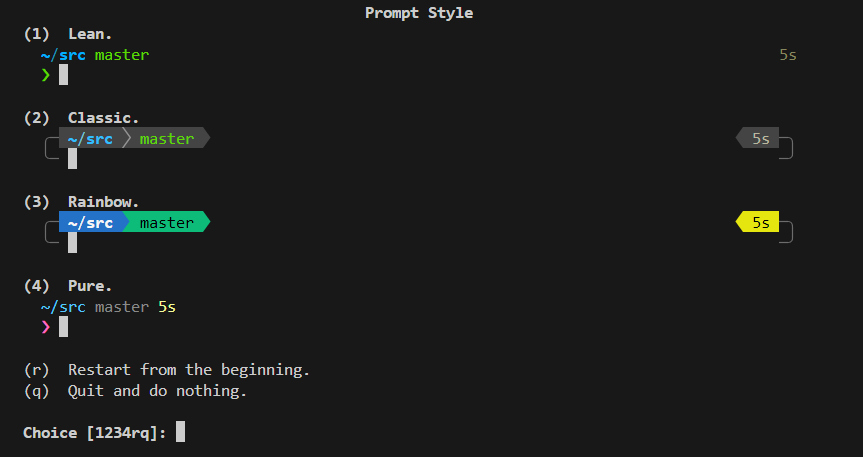 Prompt Style
(1) Lean.
~/src master 5s
❯
(2) Classic.
~/src master 5s
(3) Rainbow.
~/src master 5s
(4) Pure.
~/src master 5s
❯
(r) Restart from the beginning.
(q) Quit and do nothing.
Choice [1234rq]: